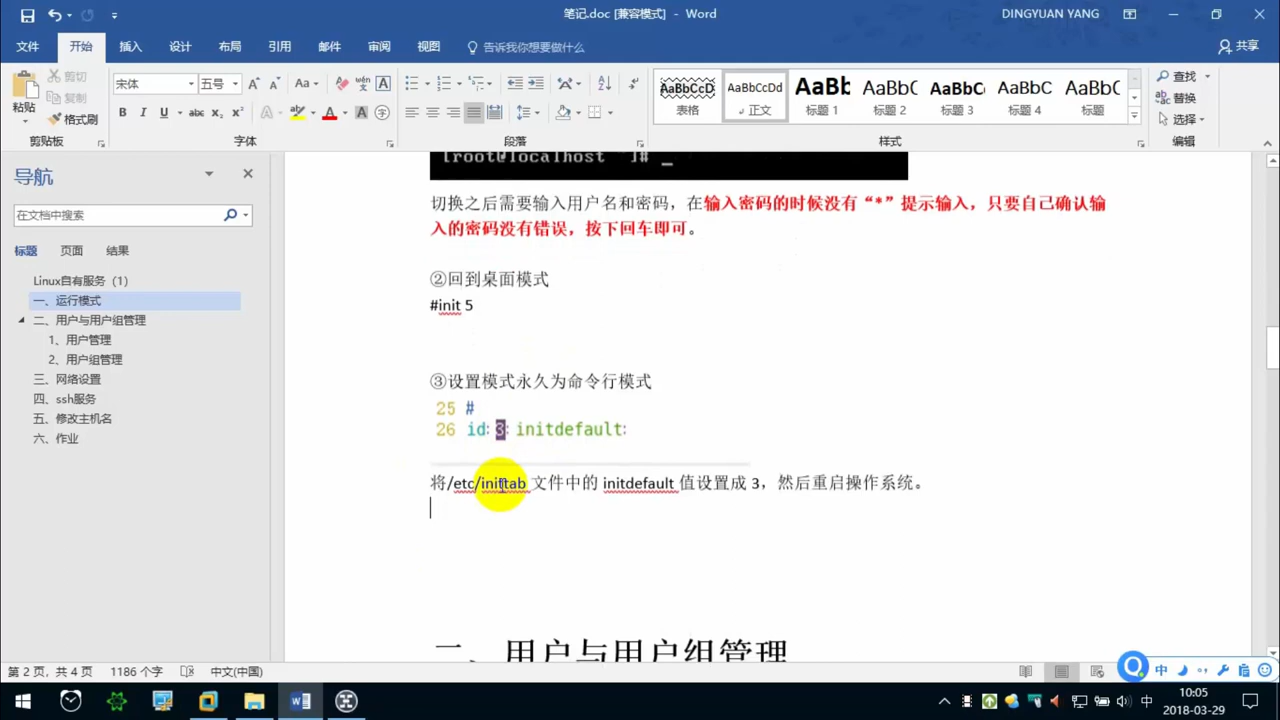 笔记.doc [兼容模式] - Word
DINGYUAN YANG
文件 开始 插入 设计 布局 引用 邮件 审阅 视图 告诉我你想要做什么 共享
粘贴
剪切
复制
格式刷
剪贴板
宋体 五号
字体
段落
AaBbCcD 表格
AaBbCcDd 正文
AaBb 标题 1
AaBbC 标题 2
AaBbC 标题 3
AaBbC 标题 4
AaBbC 标题
样式
查找
替换
选择
编辑
导航
在文档中搜索
标题 页面 结果
Linux自有服务（1）
一、运行模式
二、用户与用户组管理
1、用户管理
2、用户组管理
三、网络设置
四、ssh服务
五、修改主机名
六、作业
[root@localhost ~]# _
切换之后需要输入用户名和密码，在输入密码的时候没有“*”提示输入，只要自己确认输
入的密码没有错误，按下回车即可。
②回到桌面模式
#init 5
③设置模式永久为命令行模式
25 #
26 id:3:initdefault:
将/etc/inittab 文件中的 initdefault 值设置成 3，然后重启操作系统。
二、用户与用户组管理
第 2 页，共 4 页 1186 个字 中文(中国)
中
中
10:05
2018-03-29